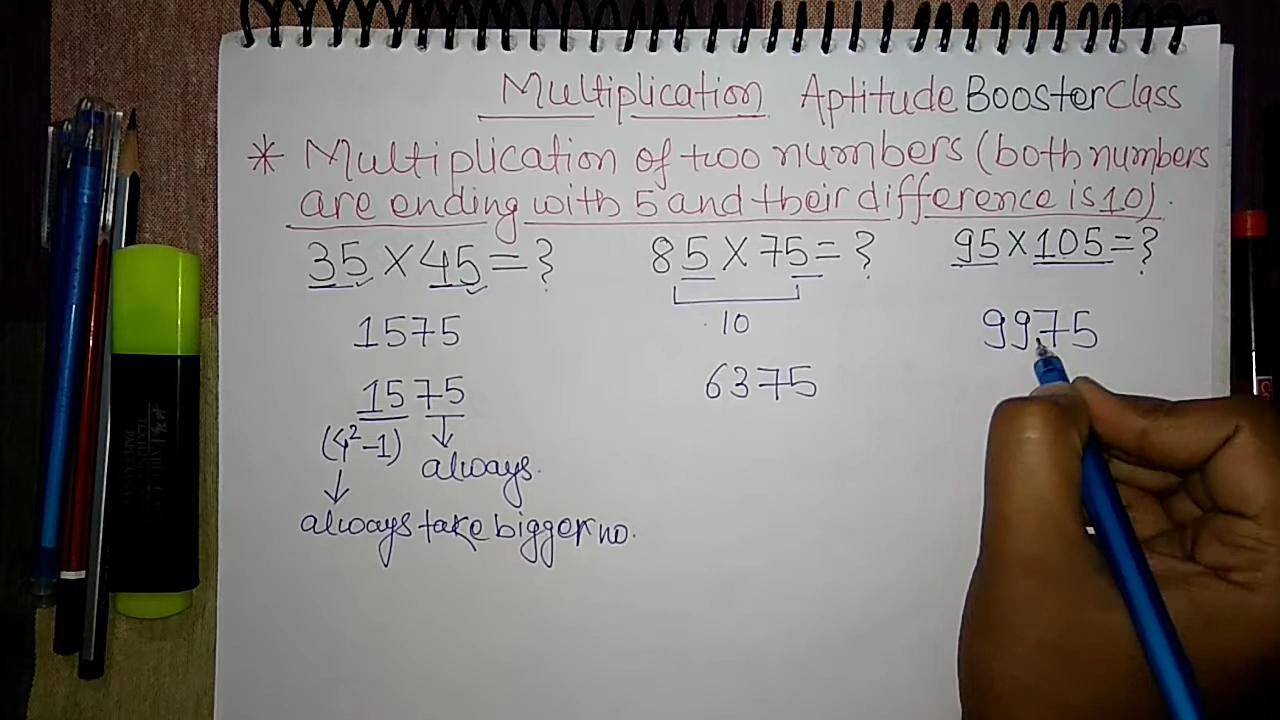 Multiplication Aptitude Booster Class
* Multiplication of two numbers (both numbers
are ending with 5 and their difference is 10).
35 X 45 = ?
1575
1575
(4²-1)
always.
always take bigger no.
85 X 75 = ?
10
6375
95 X 105 = ?
9975